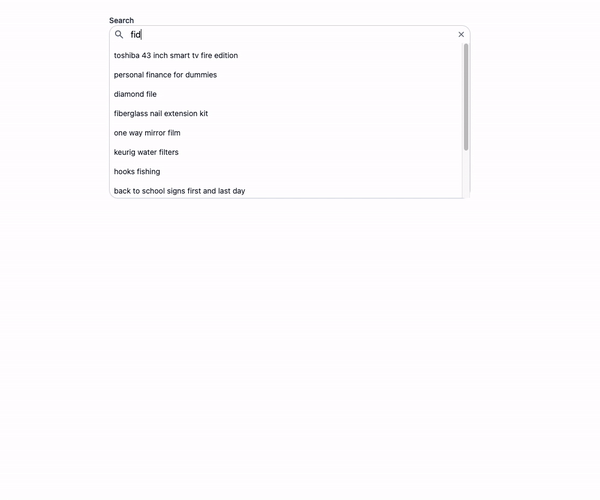 Search
fid
toshiba 43 inch smart tv fire edition
personal finance for dummies
diamond file
fiberglass nail extension kit
one way mirror film
keurig water filters
hooks fishing
back to school signs first and last day